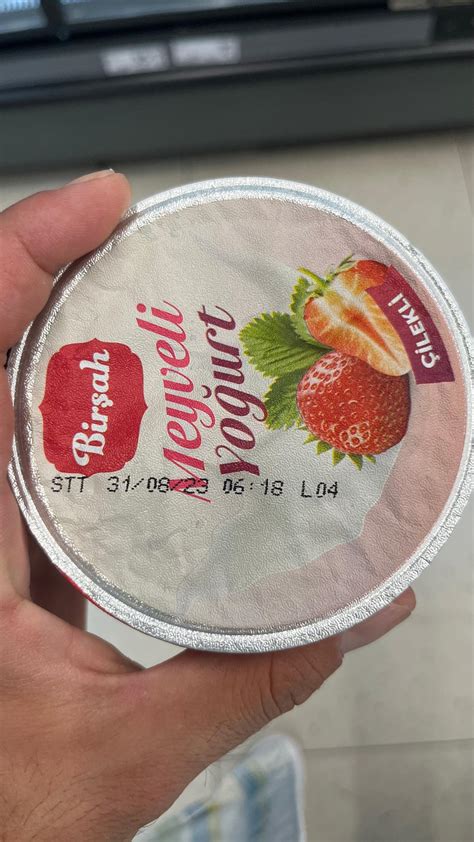 Birşah
Meyveli
Yoğurt
ÇİLEKLİ
STT 31/08/23 06:18 L04